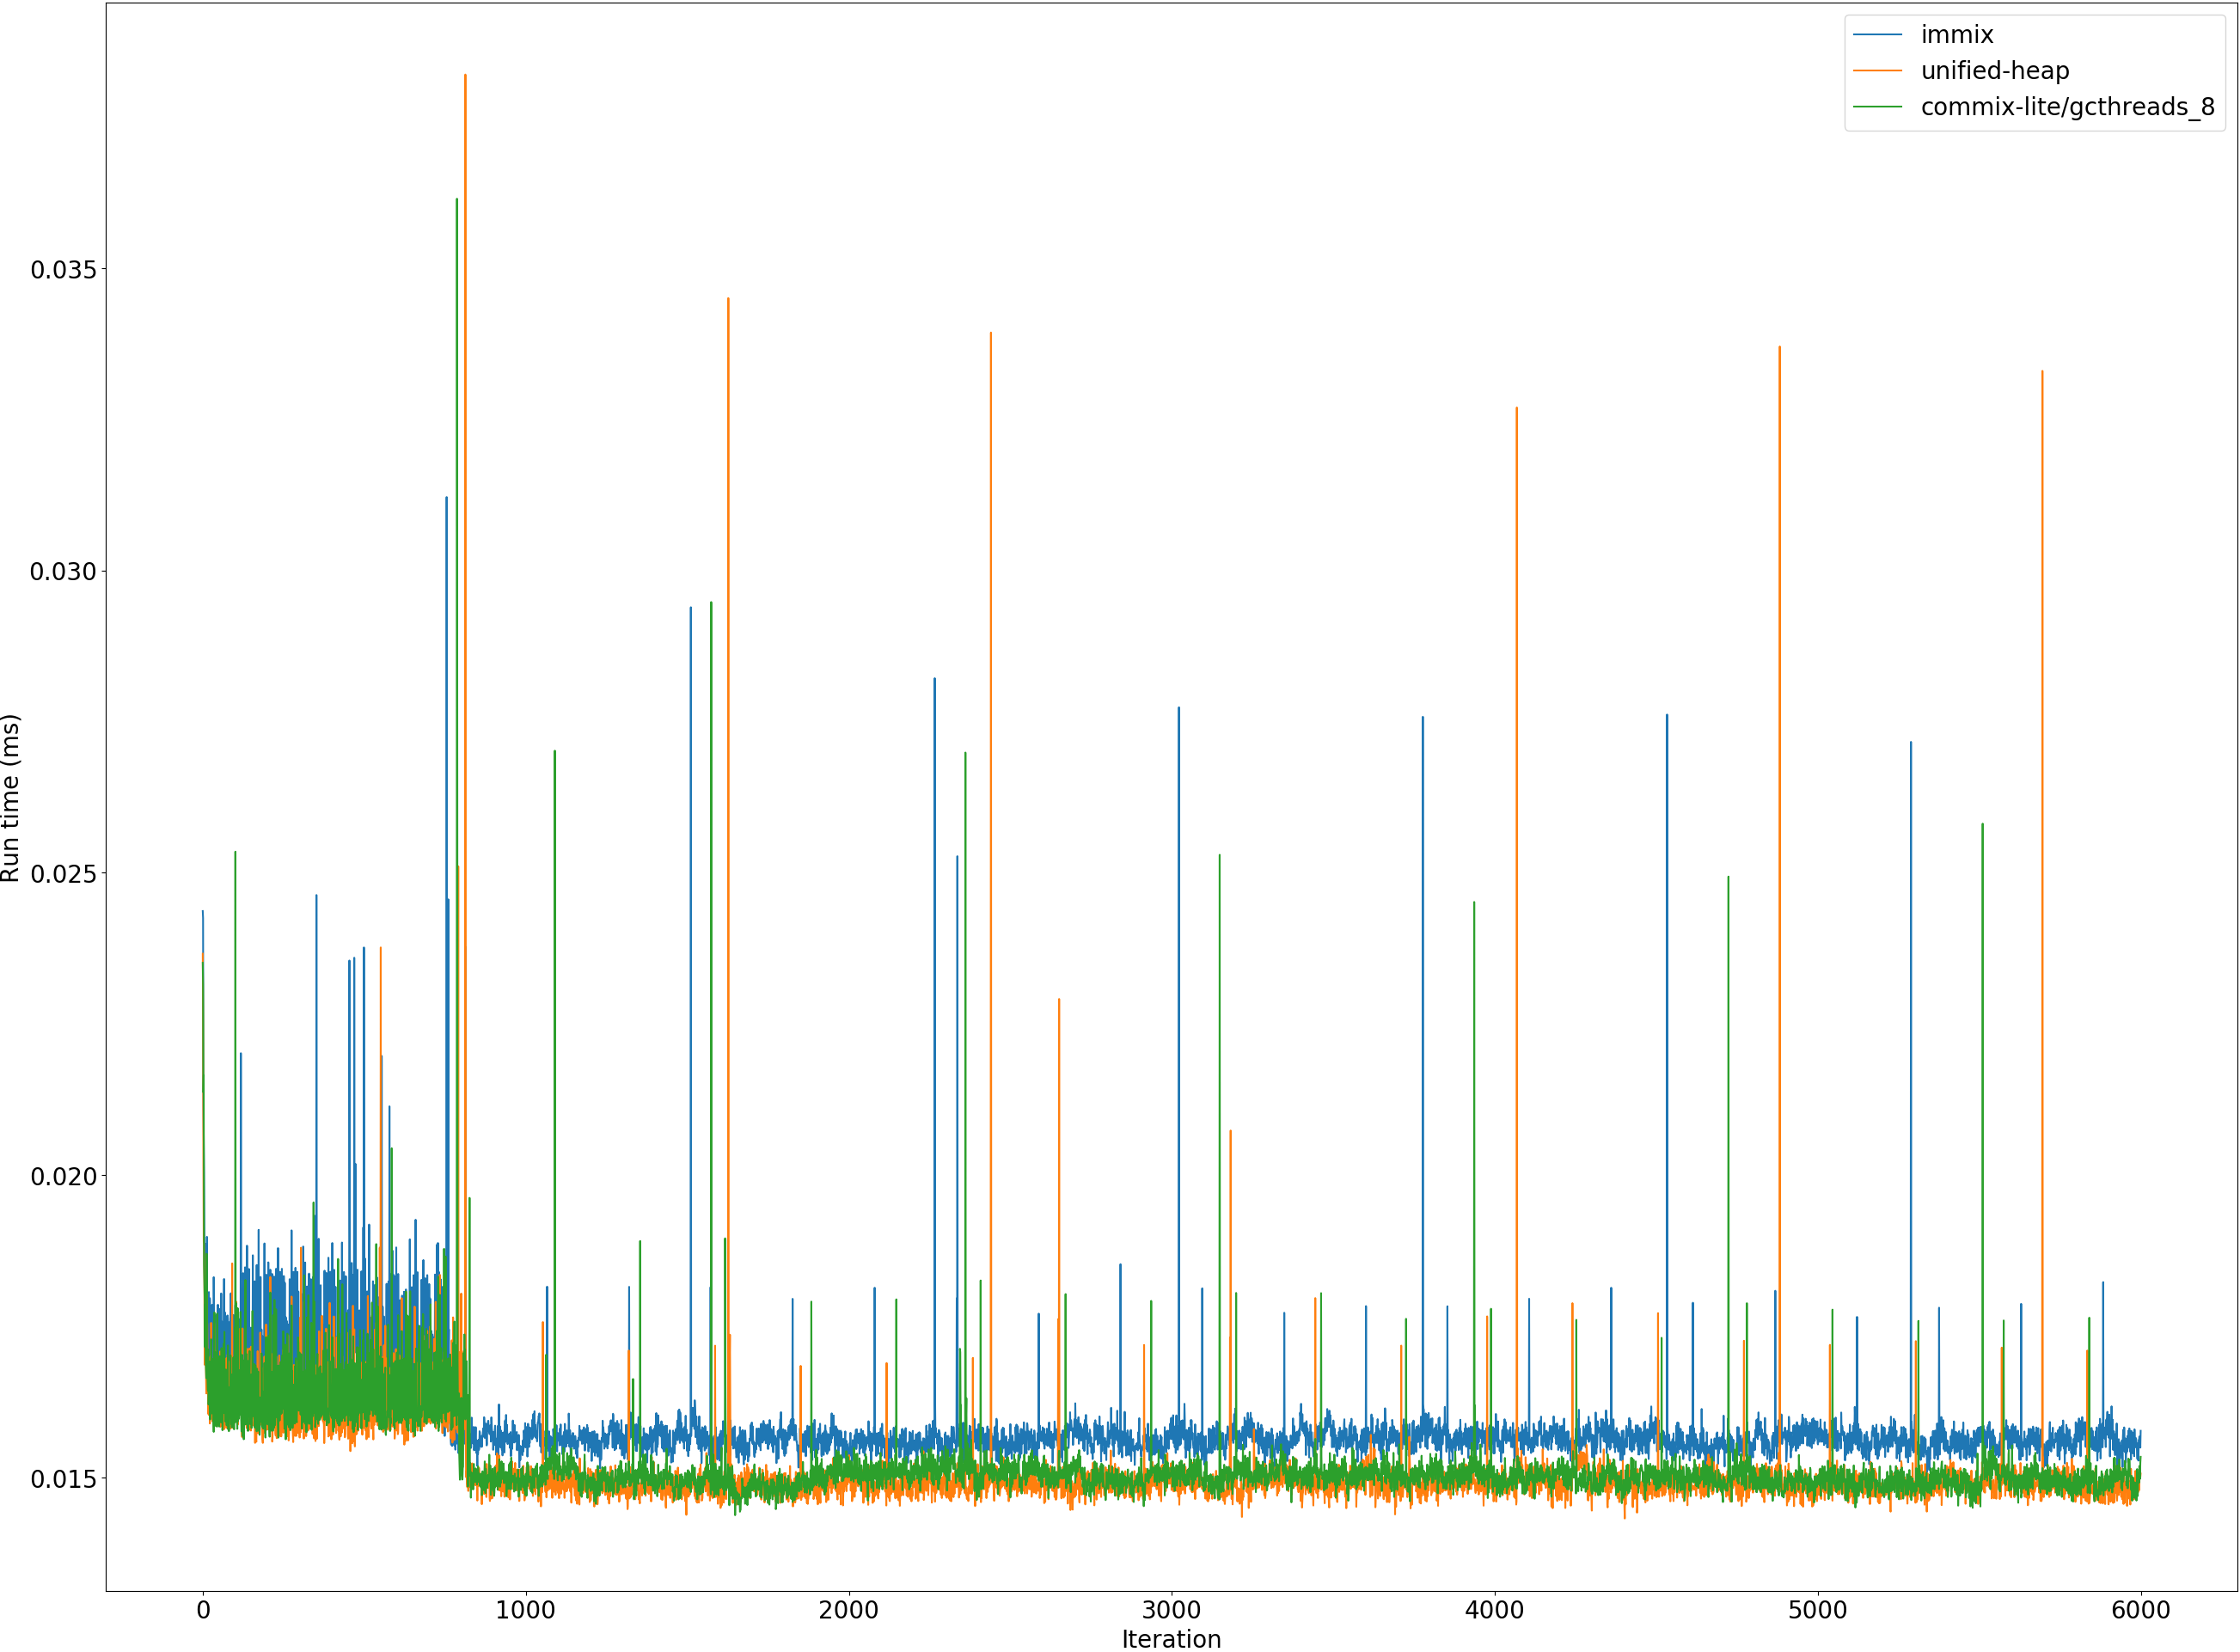 immix
unified-heap
commix-lite/gcthreads_8
Run time (ms)
0.035
0.030
0.025
0.020
0.015
0 1000 2000 3000 4000 5000 6000
Iteration